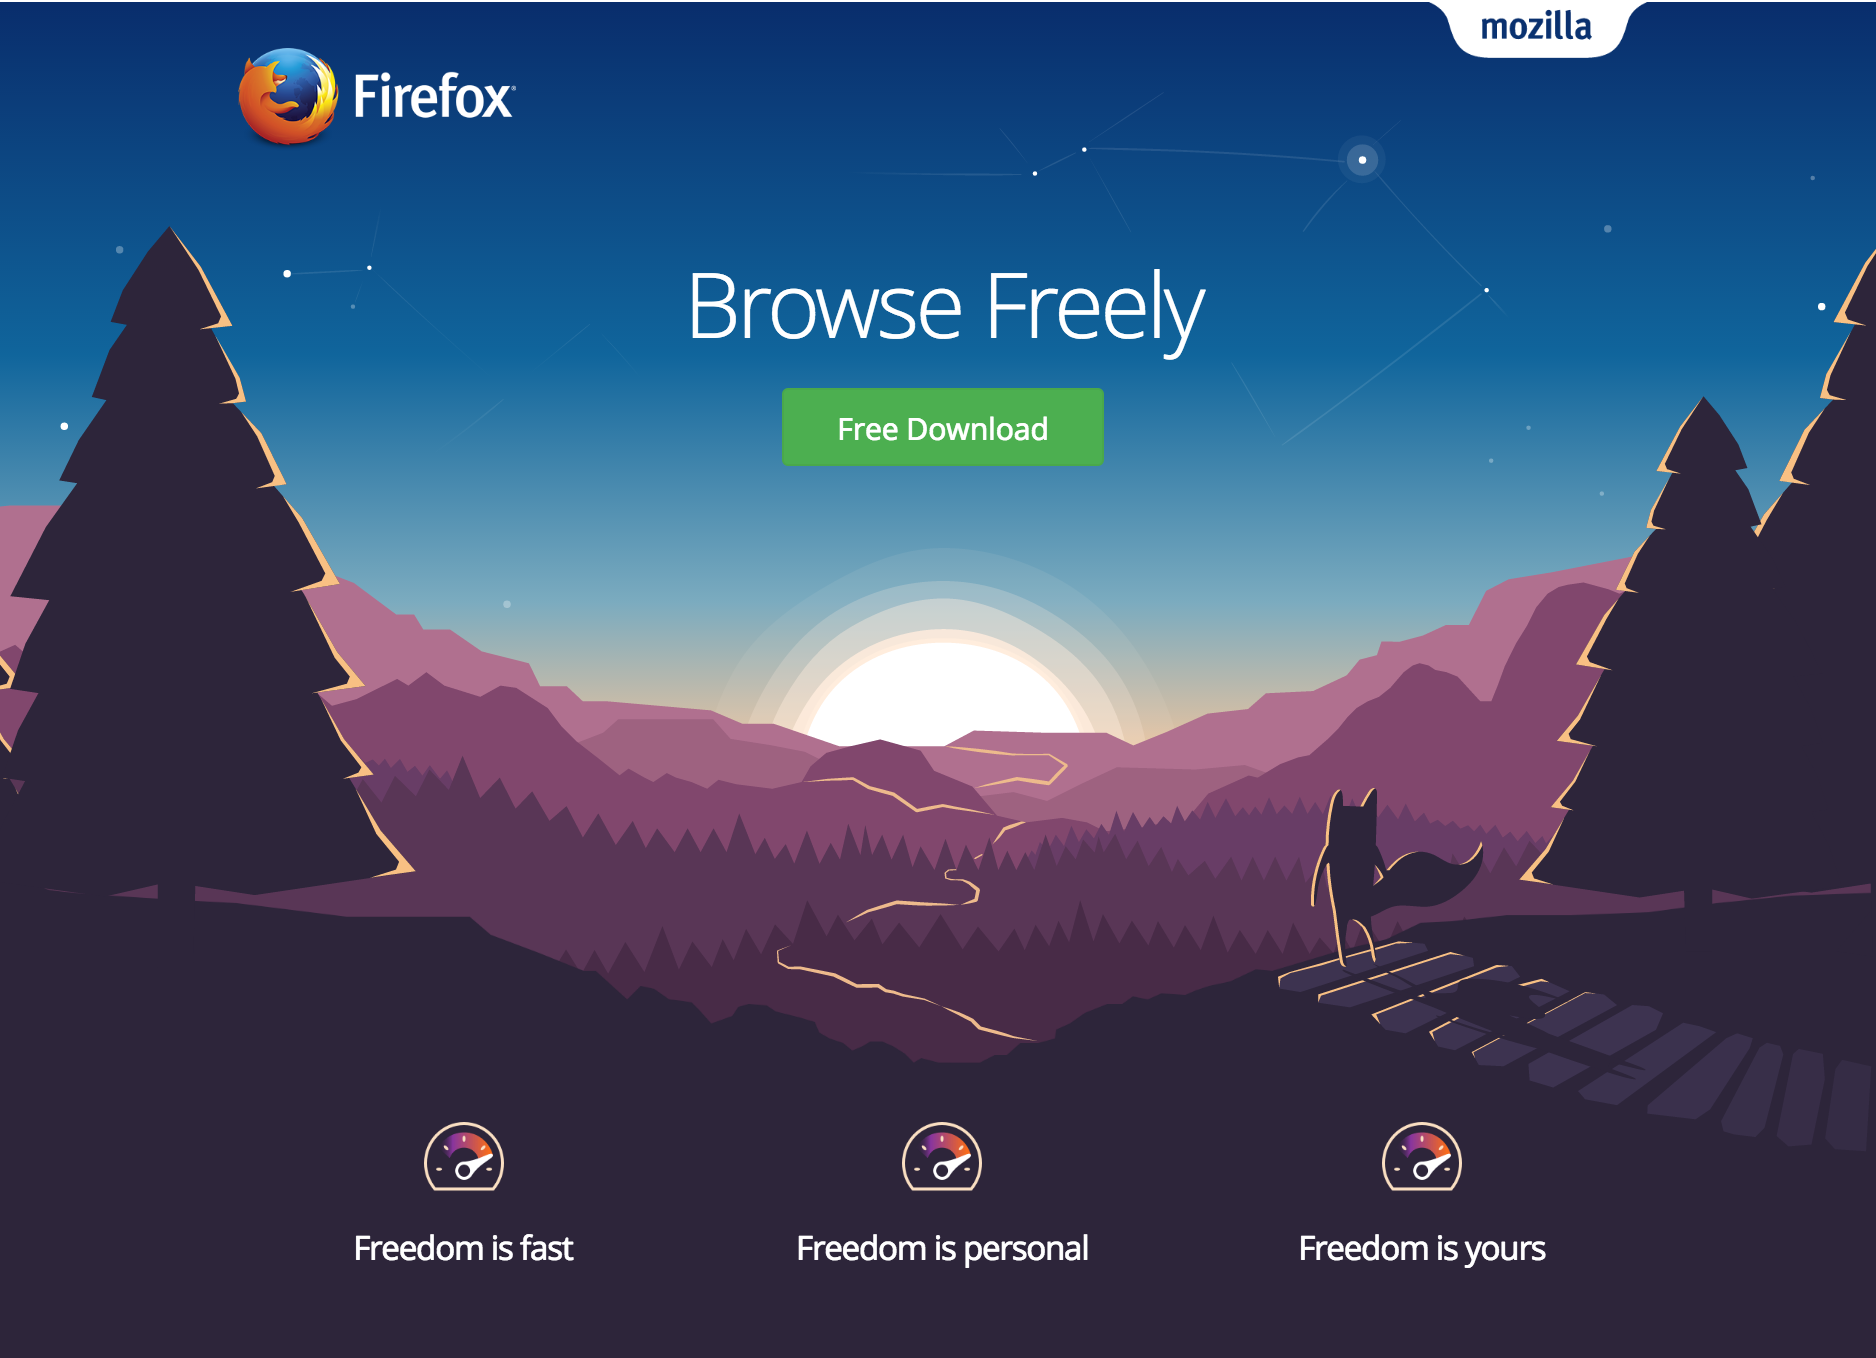 mozilla
Firefox
Browse Freely
Free Download
Freedom is fast
Freedom is personal
Freedom is yours